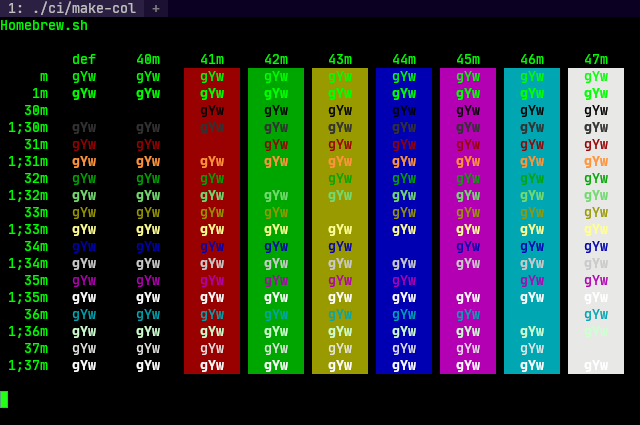 1: ./ci/make-col +
Homebrew.sh
def 40m 41m 42m 43m 44m 45m 46m 47m
m gYw gYw gYw gYw gYw gYw gYw gYw gYw
1m gYw gYw gYw gYw gYw gYw gYw gYw gYw
30m gYw gYw gYw gYw gYw gYw gYw
1;30m gYw gYw gYw gYw gYw gYw gYw gYw gYw
31m gYw gYw gYw gYw gYw gYw gYw gYw
1;31m gYw gYw gYw gYw gYw gYw gYw gYw gYw
32m gYw gYw gYw gYw gYw gYw gYw gYw
1;32m gYw gYw gYw gYw gYw gYw gYw gYw gYw
33m gYw gYw gYw gYw gYw gYw gYw gYw
1;33m gYw gYw gYw gYw gYw gYw gYw gYw gYw
34m gYw gYw gYw gYw gYw gYw gYw gYw
1;34m gYw gYw gYw gYw gYw gYw gYw gYw gYw
35m gYw gYw gYw gYw gYw gYw gYw gYw
1;35m gYw gYw gYw gYw gYw gYw gYw gYw gYw
36m gYw gYw gYw gYw gYw gYw gYw gYw
1;36m gYw gYw gYw gYw gYw gYw gYw gYw gYw
37m gYw gYw gYw gYw gYw gYw gYw gYw
1;37m gYw gYw gYw gYw gYw gYw gYw gYw gYw